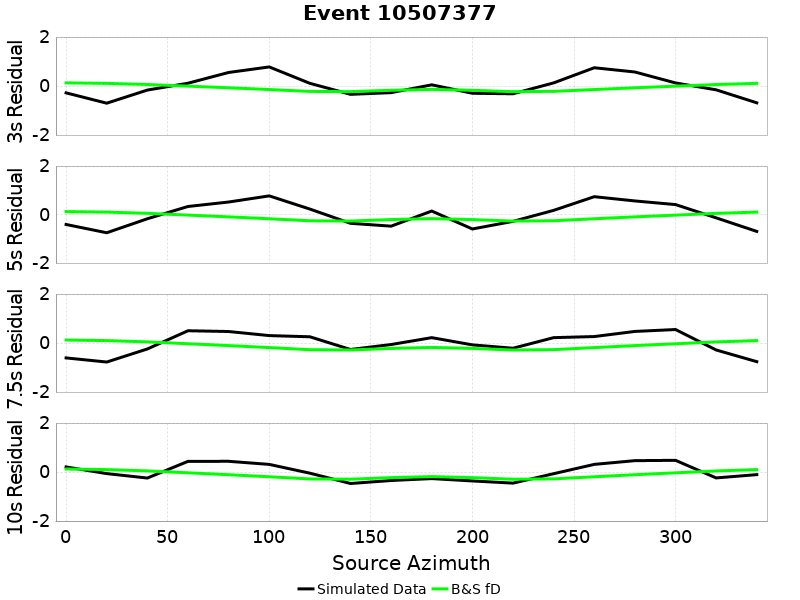 Event 10507377
3s Residual
2
0
-2
5s Residual
2
0
-2
7.5s Residual
2
0
-2
10s Residual
2
0
-2
0 50 100 150 200 250 300
Source Azimuth
Simulated Data B&S fD